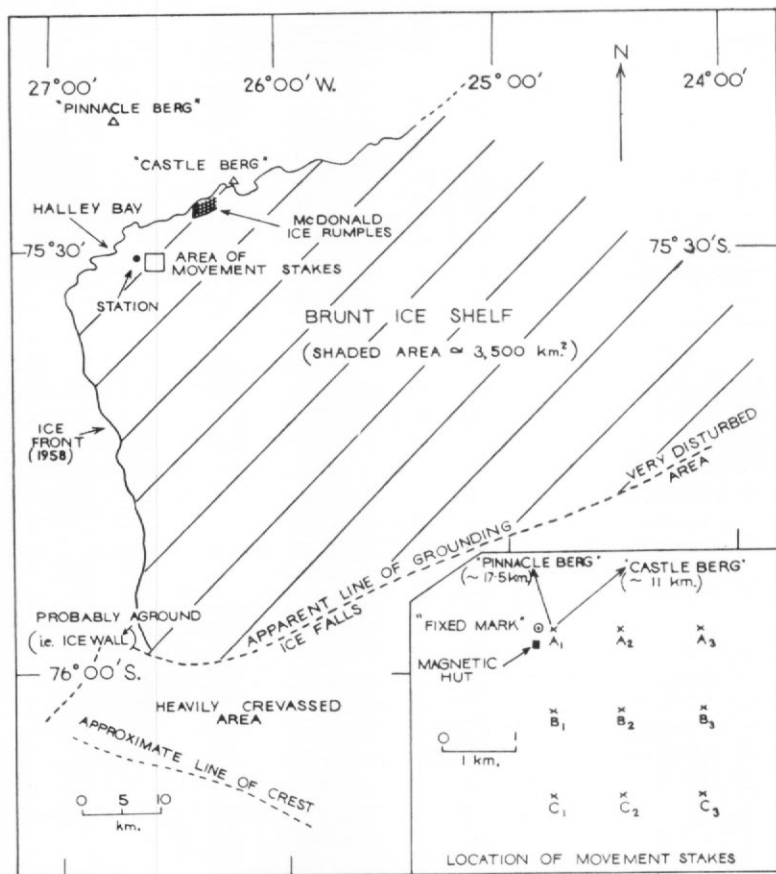 N
27°00'
26°00' W.
25°00'
24°00'
"PINNACLE BERG"
"CASTLE BERG"
HALLEY BAY
McDONALD
ICE RUMPLES
75°30'
75°30'S.
AREA OF
MOVEMENT STAKES
STATION
BRUNT ICE SHELF
(SHADED AREA ≃ 3,500 km.²)
ICE
FRONT
(1958)
VERY DISTURBED
AREA
APPARENT LINE OF GROUNDING
ICE FALLS
PROBABLY AGROUND
(ie. ICE WALL)
76°00'S.
HEAVILY CREVASSED
AREA
APPROXIMATE LINE OF CREST
0 5 10
km.
"PINNACLE BERG"
(~ 17·5 km.)
"CASTLE BERG"
(~ 11 km.)
"FIXED MARK"
MAGNETIC
HUT
A₁ A₂ A₃
B₁ B₂ B₃
C₁ C₂ C₃
0 1
1 km.
LOCATION OF MOVEMENT STAKES